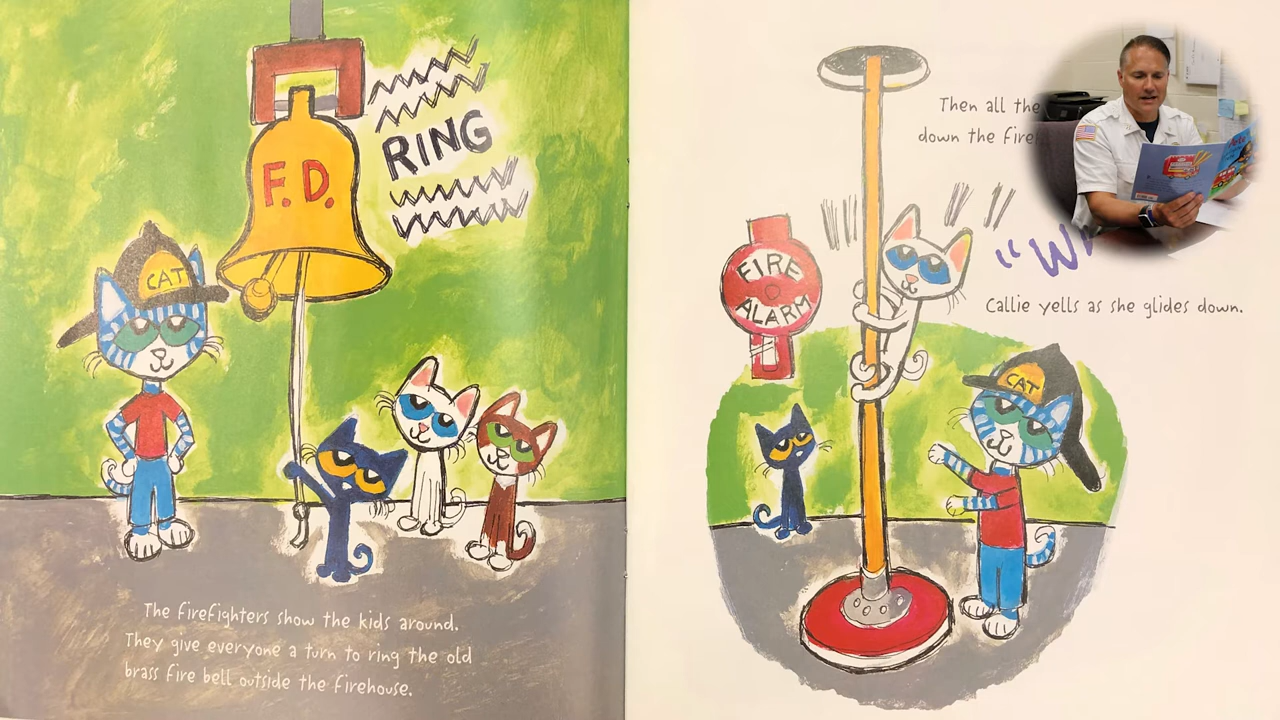 RING
F.D.
CAT
The firefighters show the kids around.
They give everyone a turn to ring the old
brass fire bell outside the firehouse.
Then all the
down the
FIRE
ALARM
Callie yells as she glides down.
CAT